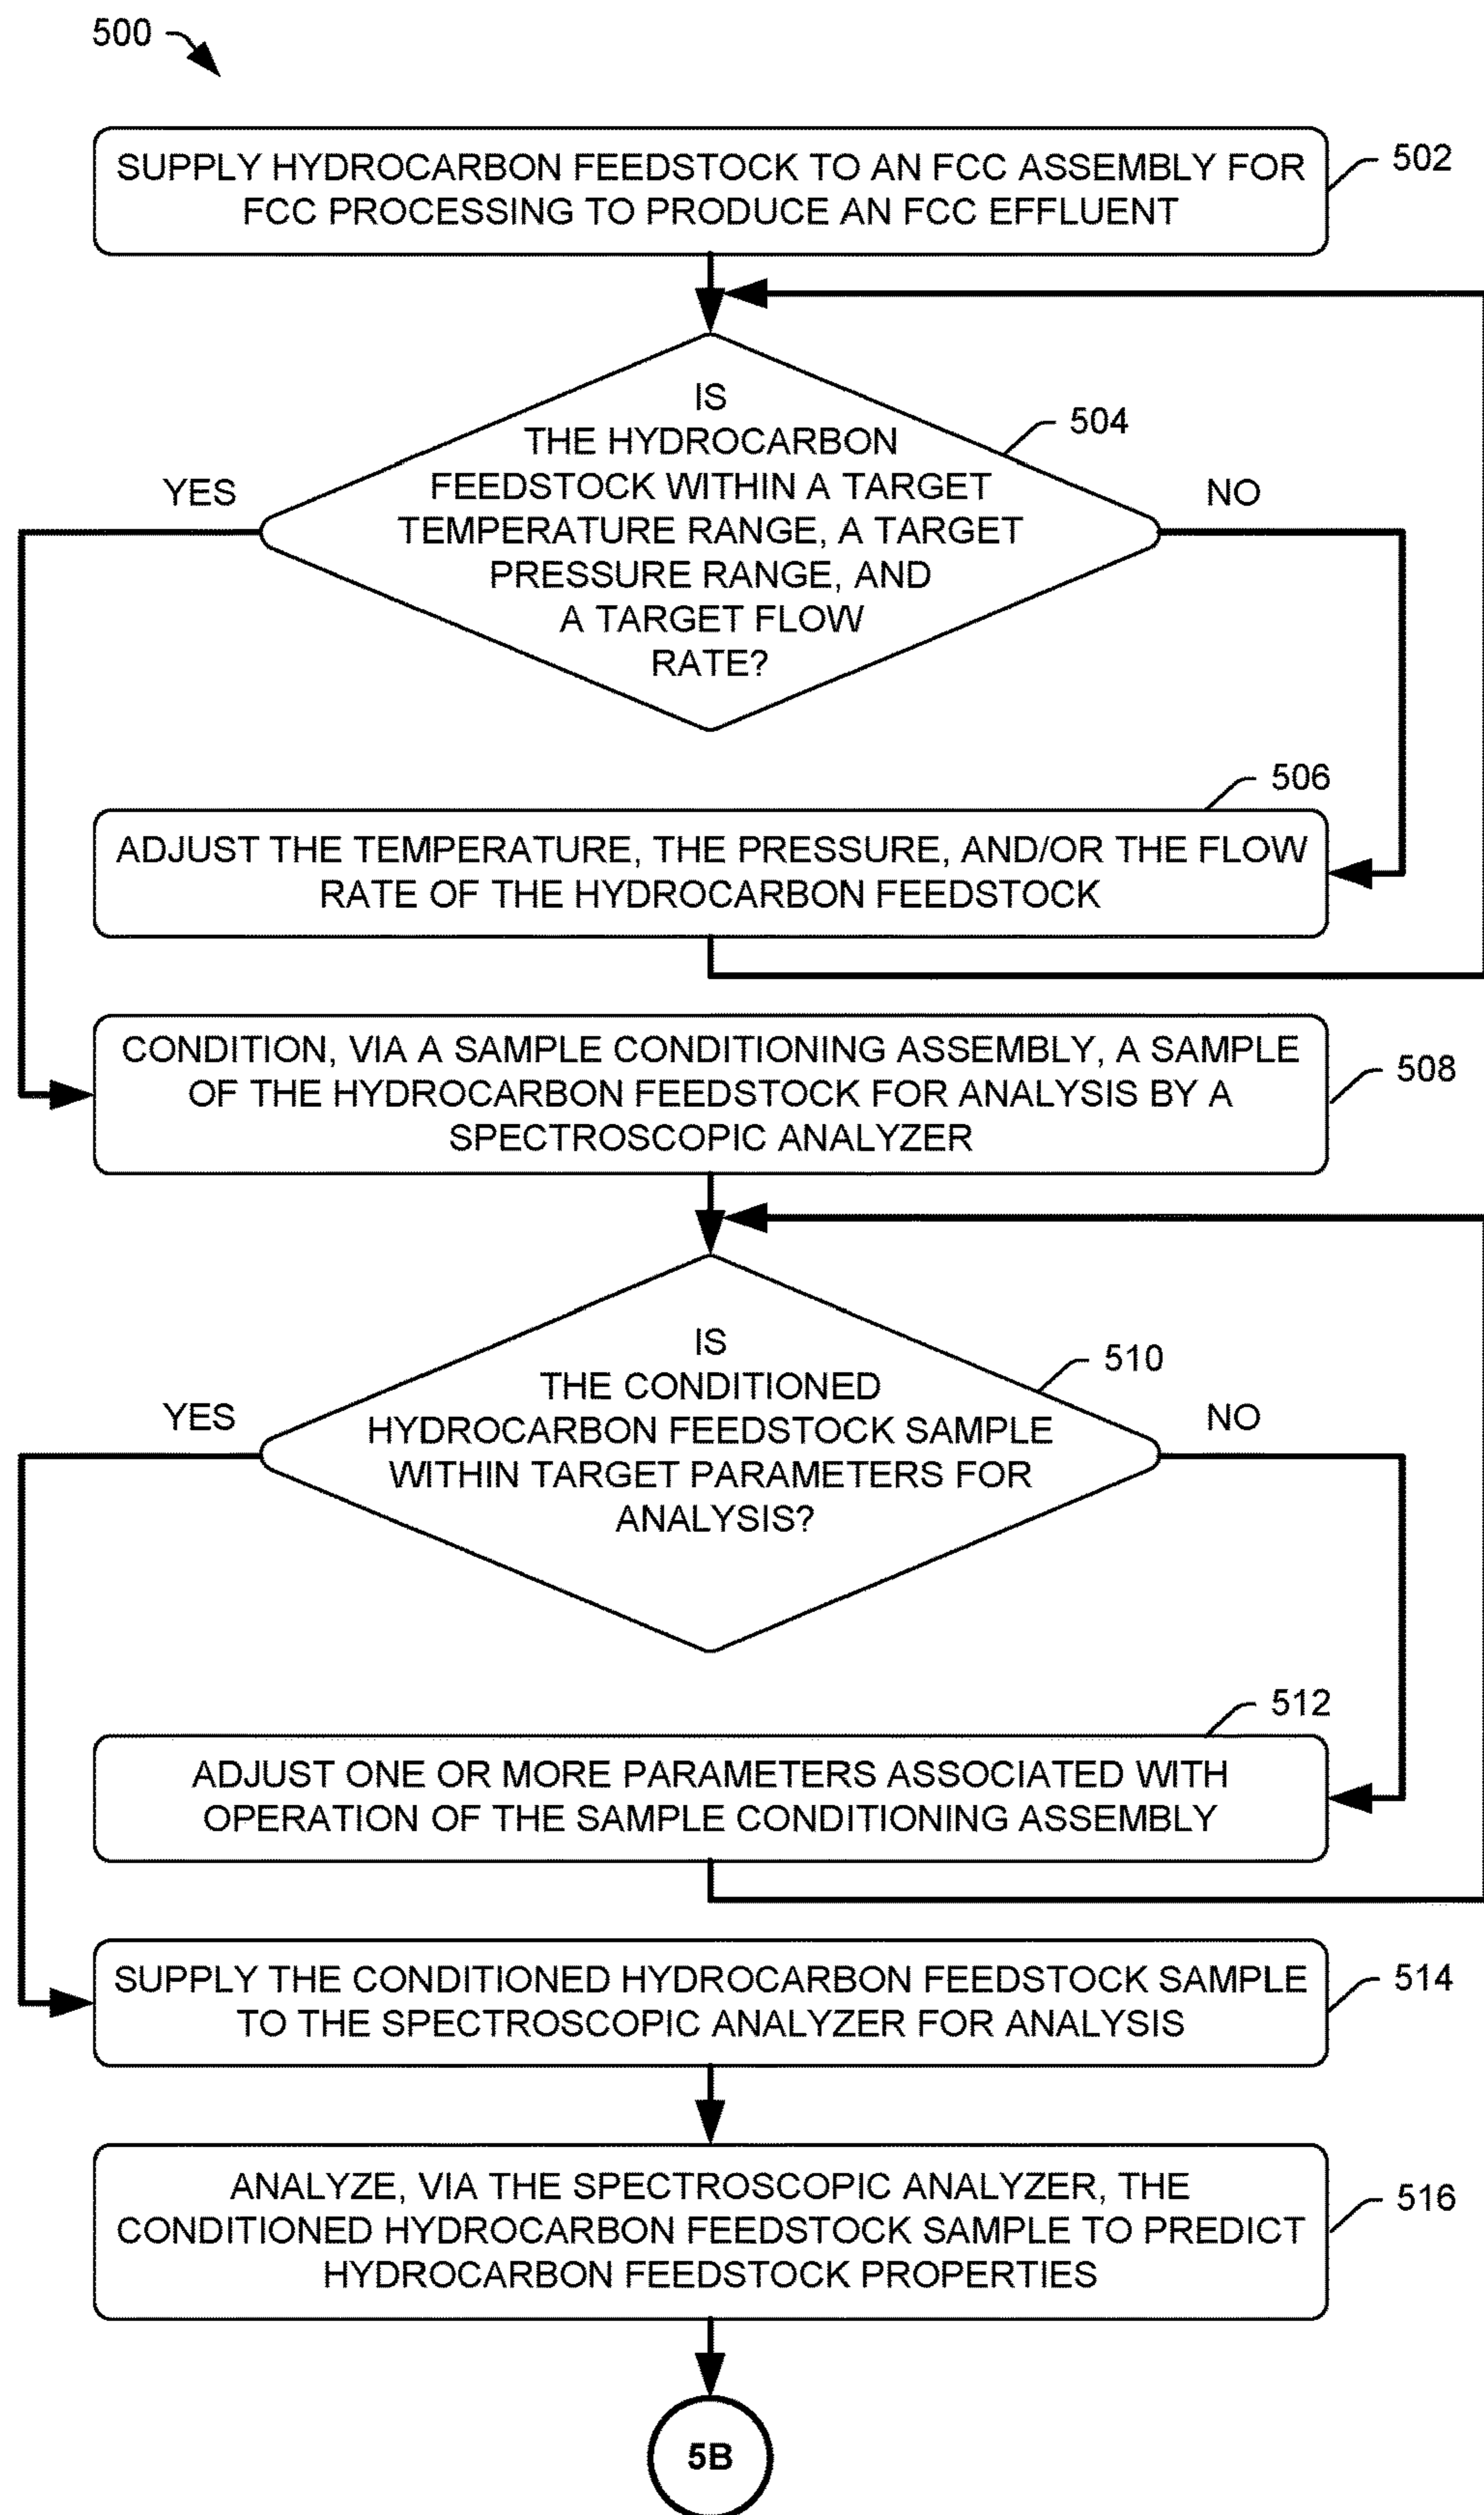 500
SUPPLY HYDROCARBON FEEDSTOCK TO AN FCC ASSEMBLY FOR
FCC PROCESSING TO PRODUCE AN FCC EFFLUENT
502
IS
THE HYDROCARBON
FEEDSTOCK WITHIN A TARGET
TEMPERATURE RANGE, A TARGET
PRESSURE RANGE, AND
A TARGET FLOW
RATE?
504
YES
NO
506
ADJUST THE TEMPERATURE, THE PRESSURE, AND/OR THE FLOW
RATE OF THE HYDROCARBON FEEDSTOCK
CONDITION, VIA A SAMPLE CONDITIONING ASSEMBLY, A SAMPLE
OF THE HYDROCARBON FEEDSTOCK FOR ANALYSIS BY A
SPECTROSCOPIC ANALYZER
508
IS
THE CONDITIONED
HYDROCARBON FEEDSTOCK SAMPLE
WITHIN TARGET PARAMETERS FOR
ANALYSIS?
510
YES
NO
512
ADJUST ONE OR MORE PARAMETERS ASSOCIATED WITH
OPERATION OF THE SAMPLE CONDITIONING ASSEMBLY
SUPPLY THE CONDITIONED HYDROCARBON FEEDSTOCK SAMPLE
TO THE SPECTROSCOPIC ANALYZER FOR ANALYSIS
514
ANALYZE, VIA THE SPECTROSCOPIC ANALYZER, THE
CONDITIONED HYDROCARBON FEEDSTOCK SAMPLE TO PREDICT
HYDROCARBON FEEDSTOCK PROPERTIES
516
5B